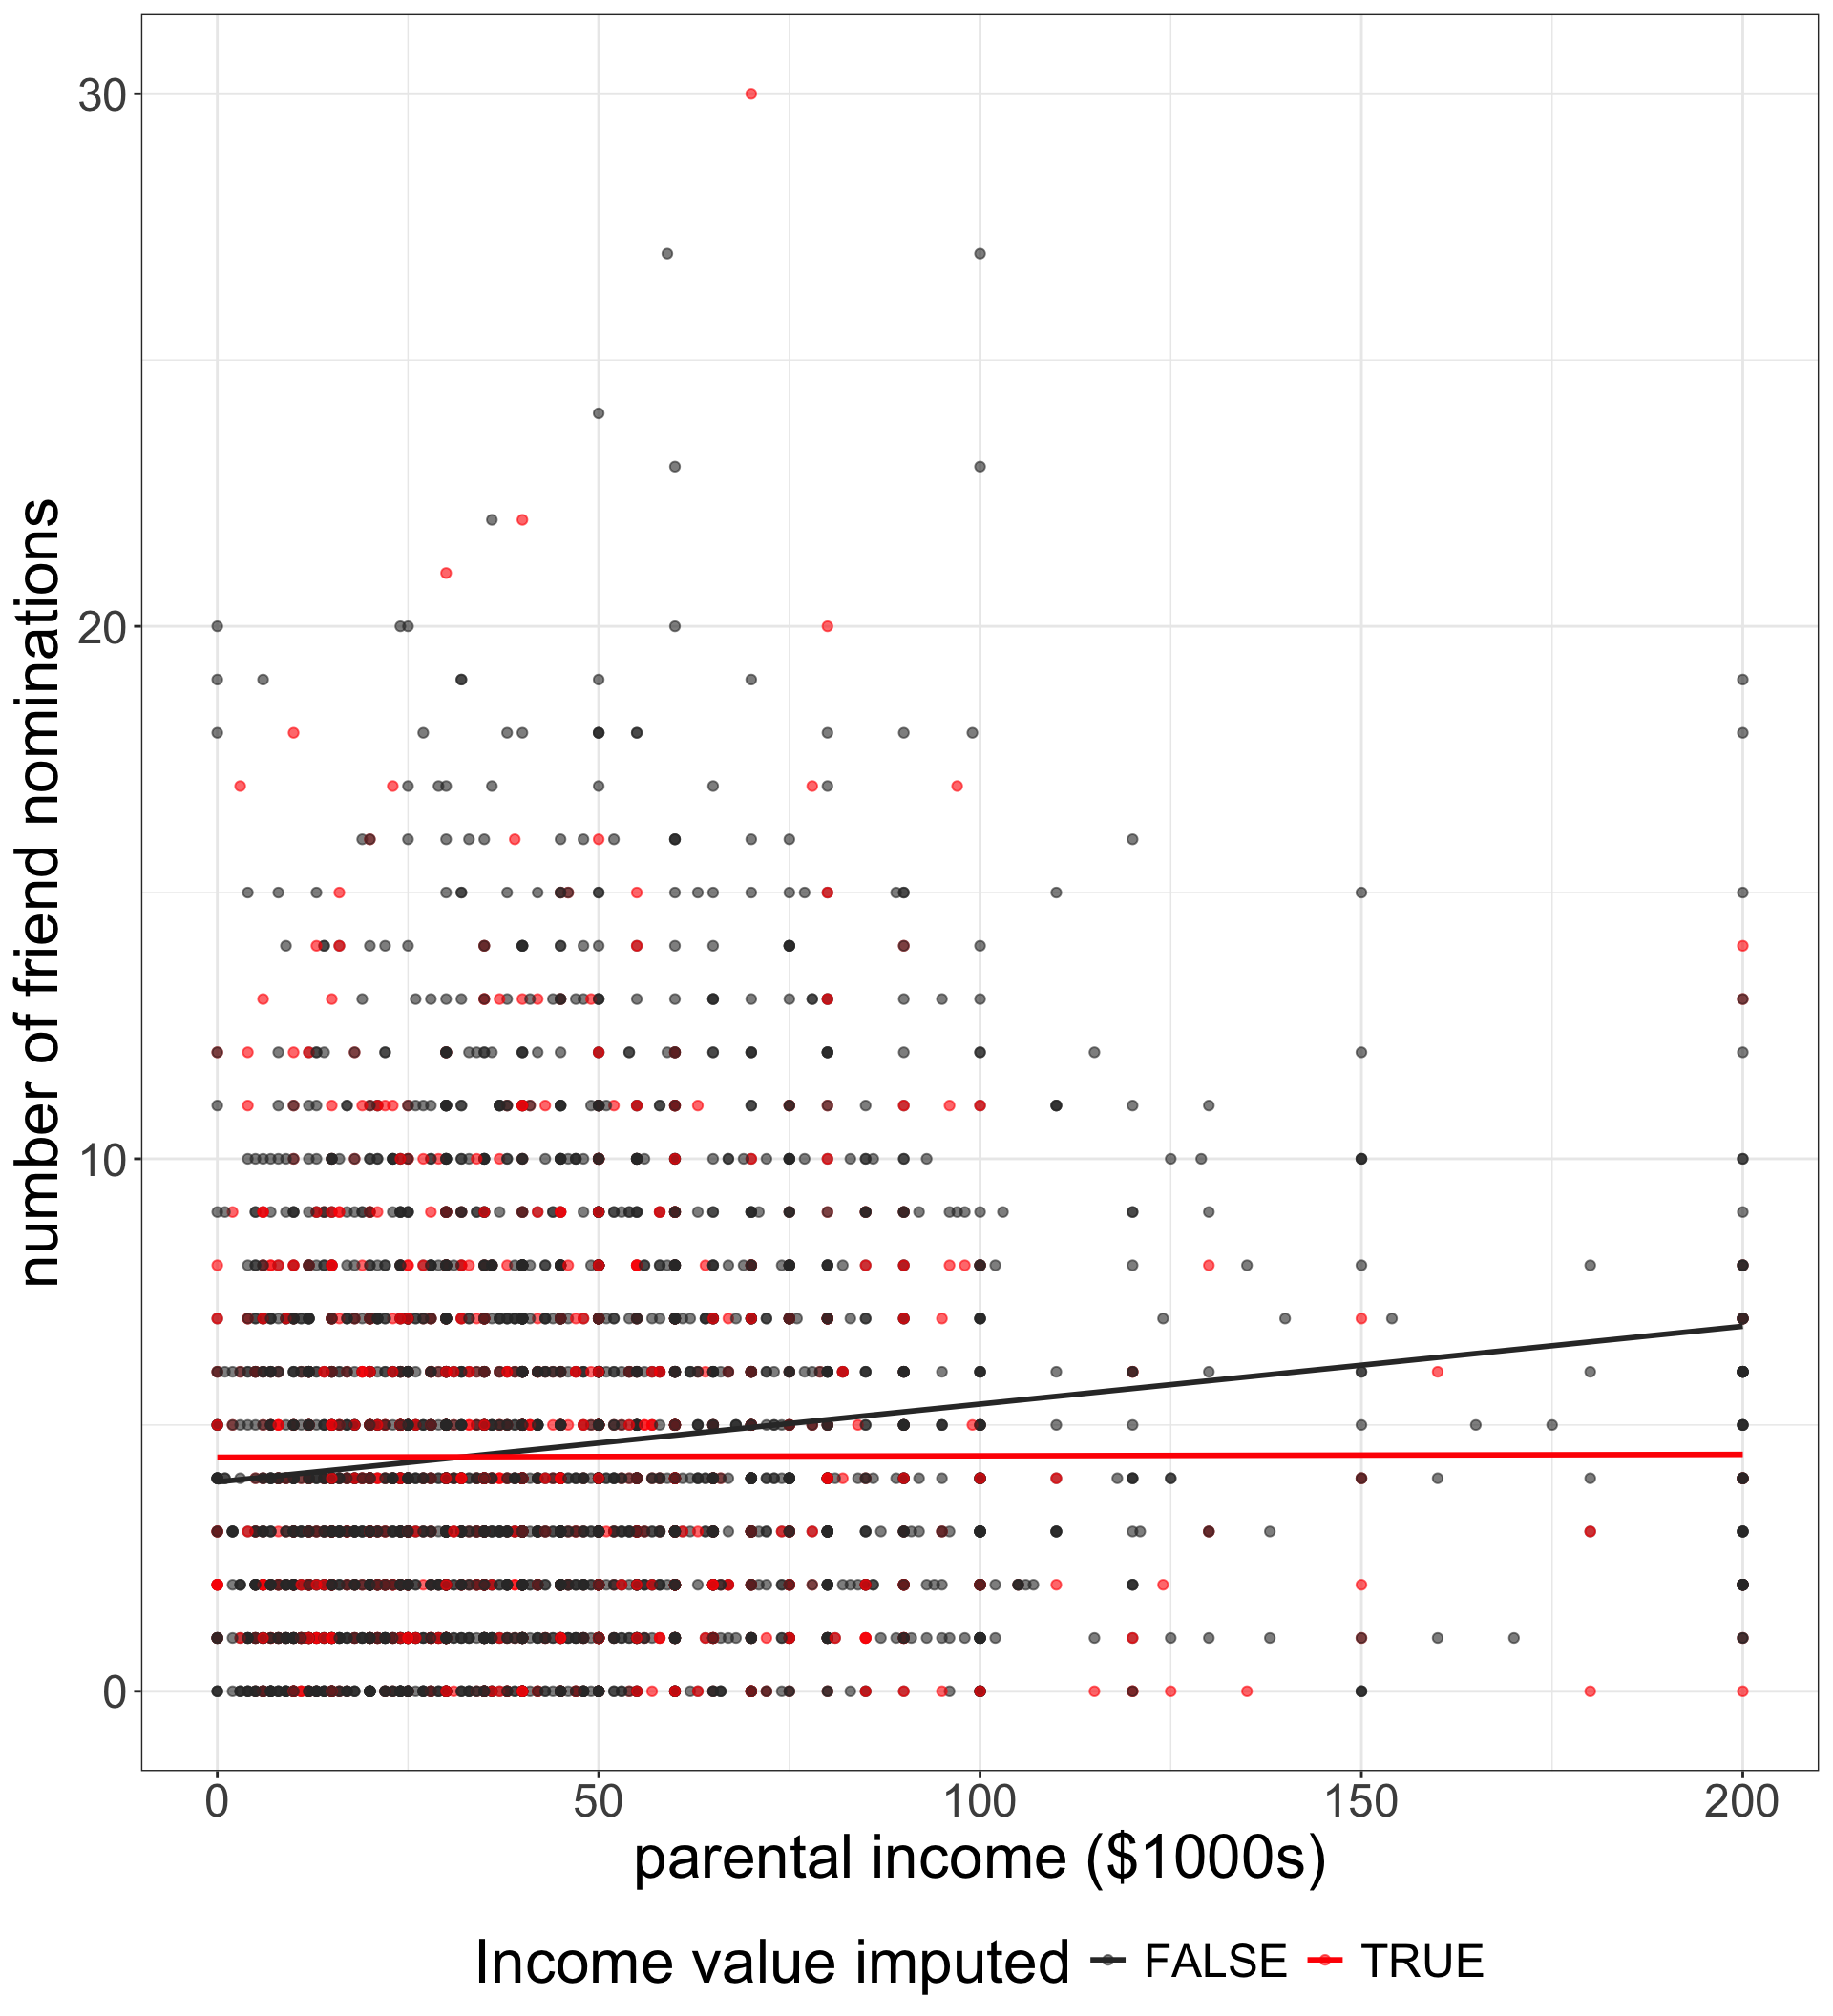 number of friend nominations
30
20
10
0
0 50 100 150 200
parental income ($1000s)
Income value imputed FALSE TRUE